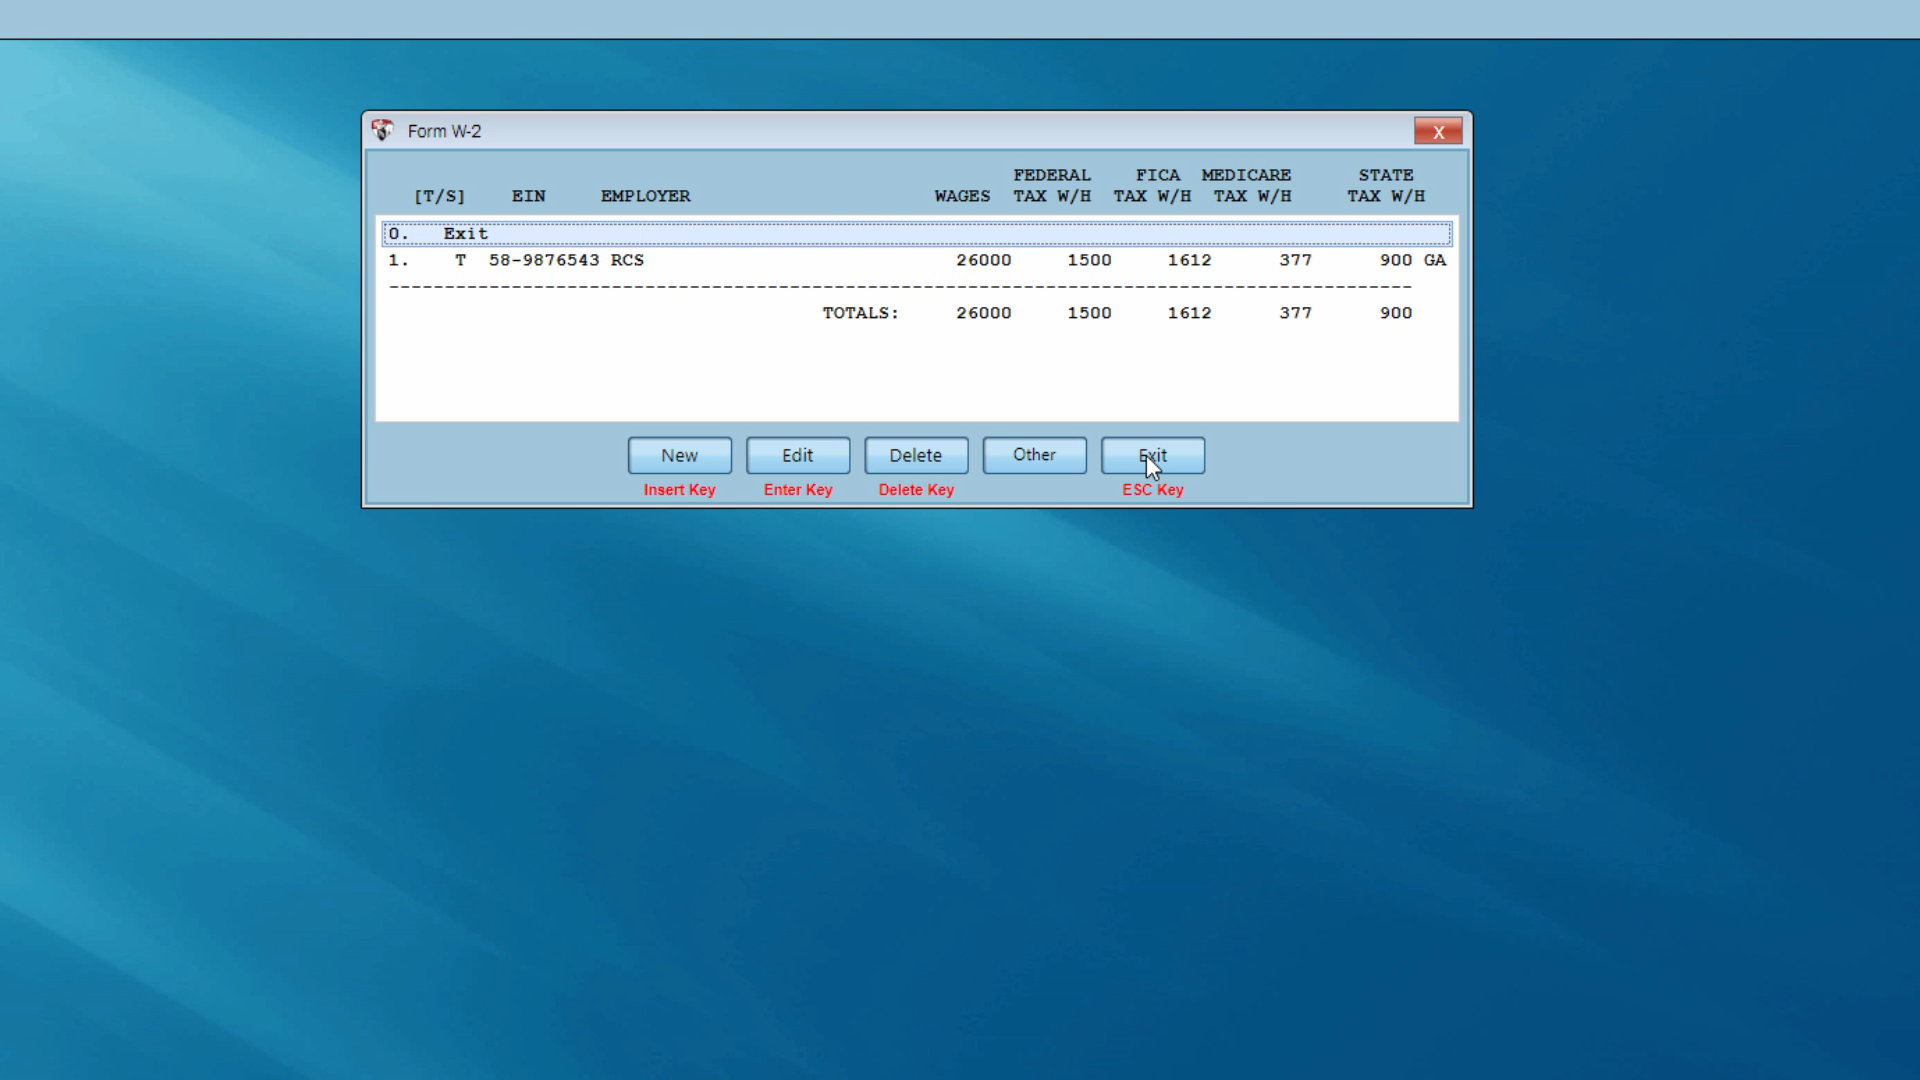 Form W-2
X
FEDERAL FICA MEDICARE STATE
[T/S] EIN EMPLOYER WAGES TAX W/H TAX W/H TAX W/H TAX W/H
0. Exit
1. T 58-9876543 RCS 26000 1500 1612 377 900 GA
--------------------------------------------------------------------------------------------
TOTALS: 26000 1500 1612 377 900
New Edit Delete Other Exit
Insert Key Enter Key Delete Key ESC Key